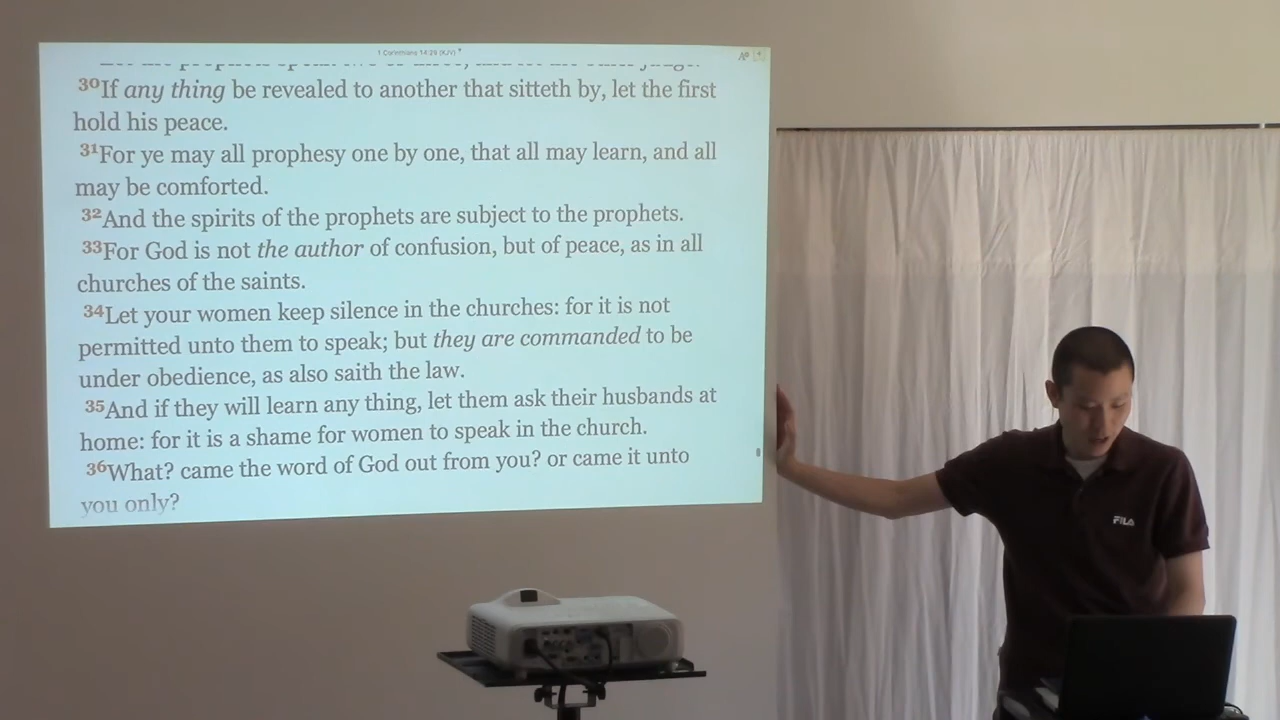 1 Corinthians 14:29 (KJV)
30If any thing be revealed to another that sitteth by, let the first
hold his peace.
31For ye may all prophesy one by one, that all may learn, and all
may be comforted.
32And the spirits of the prophets are subject to the prophets.
33For God is not the author of confusion, but of peace, as in all
churches of the saints.
34Let your women keep silence in the churches: for it is not
permitted unto them to speak; but they are commanded to be
under obedience, as also saith the law.
35And if they will learn any thing, let them ask their husbands at
home: for it is a shame for women to speak in the church.
36What? came the word of God out from you? or came it unto
you only?
FILA